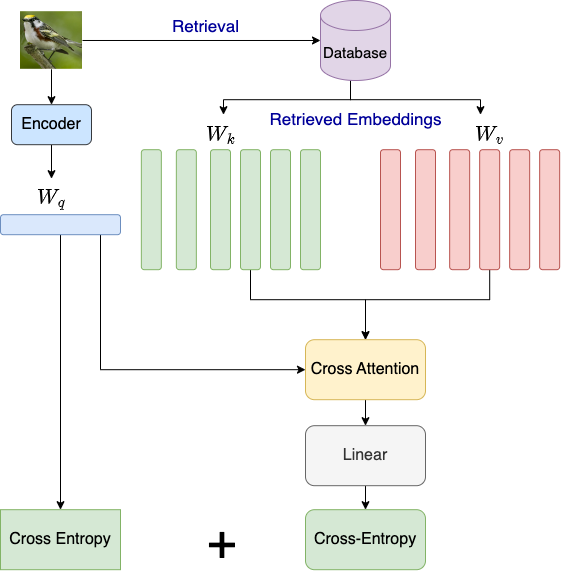 Retrieval
Database
Encoder
Retrieved Embeddings
W_k
W_v
W_q
Cross Attention
Linear
Cross Entropy
+
Cross-Entropy